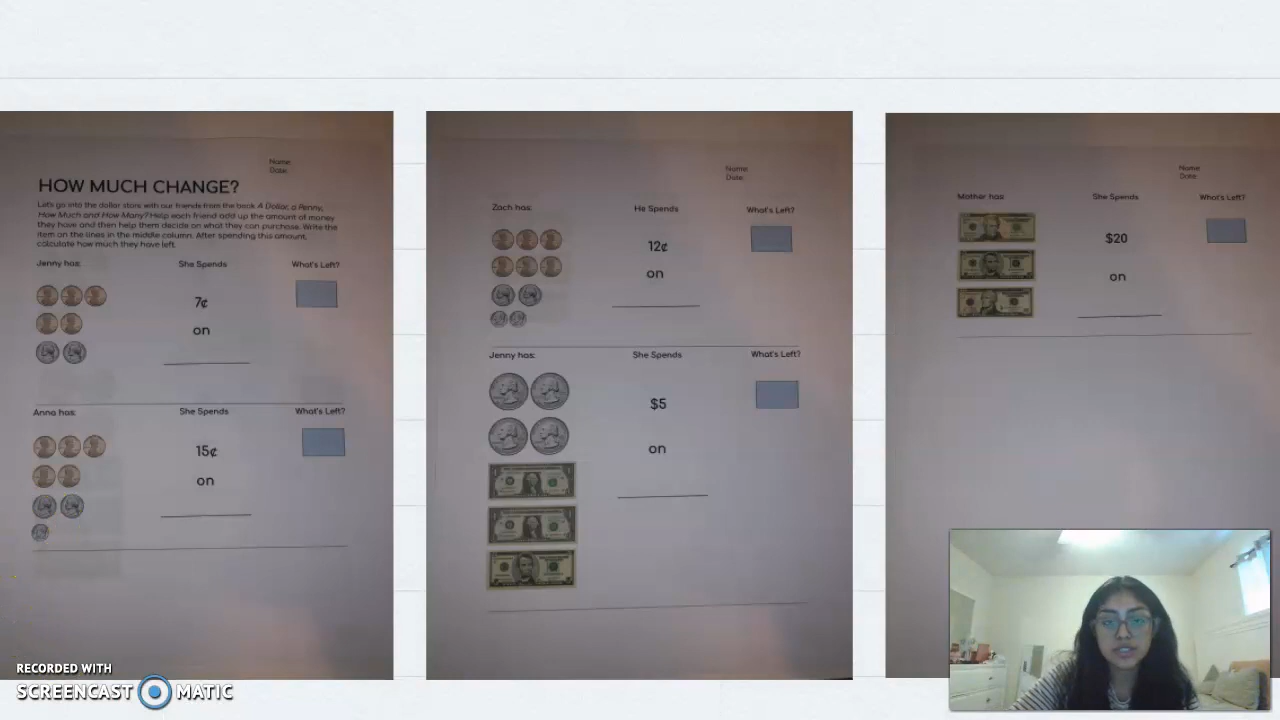 Name:
Date:
HOW MUCH CHANGE?
Lets go into the dollar store with our friends from the book A Dollar, a Penny,
How Much and How Many? Help each friend add up the amount of money
they have and then help them decide on what they can purchase. Write the
item on the lines in the middle column. After spending this amount,
calculate how much they have left.
Jenny has:
She Spends
What's Left?
7¢
on
Anna has:
She Spends
What's Left?
15¢
on
Name:
Date:
Zach has:
He Spends
What's Left?
12¢
on
Jenny has:
She Spends
What's Left?
$5
on
Name:
Date:
Mother has:
She Spends
What's Left?
$20
on
RECORDED WITH
SCREENCAST MATIC